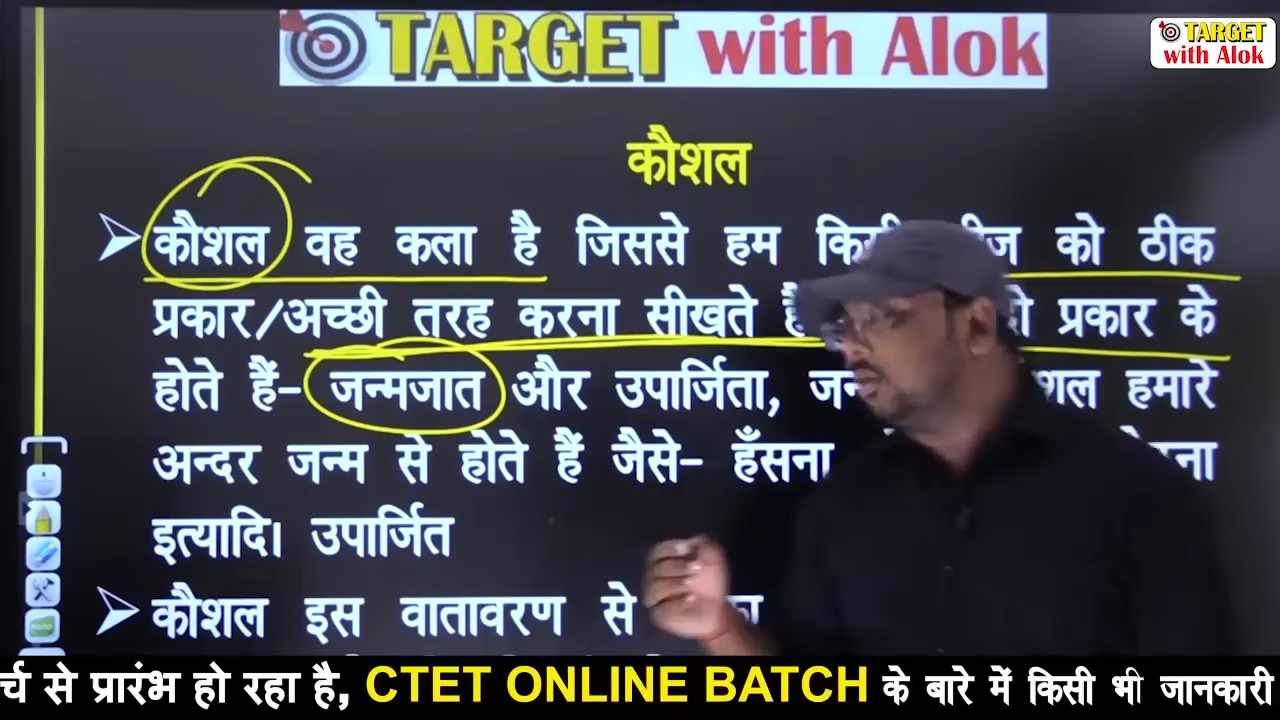 TARGET with Alok
TARGET
with Alok
कौशल
कौशल वह कला है जिससे हम को ठीक
प्रकार/अच्छी तरह करना सीखते प्रकार के
होते हैं- जन्मजात और उपार्जिता, हमारे
अन्दर जन्म से होते हैं जैसे- हँसना
इत्यादि। उपार्जित
कौशल इस वातावरण से
र्च से प्रारंभ हो रहा है, CTET ONLINE BATCH के बारे में किसी भी जानकारी